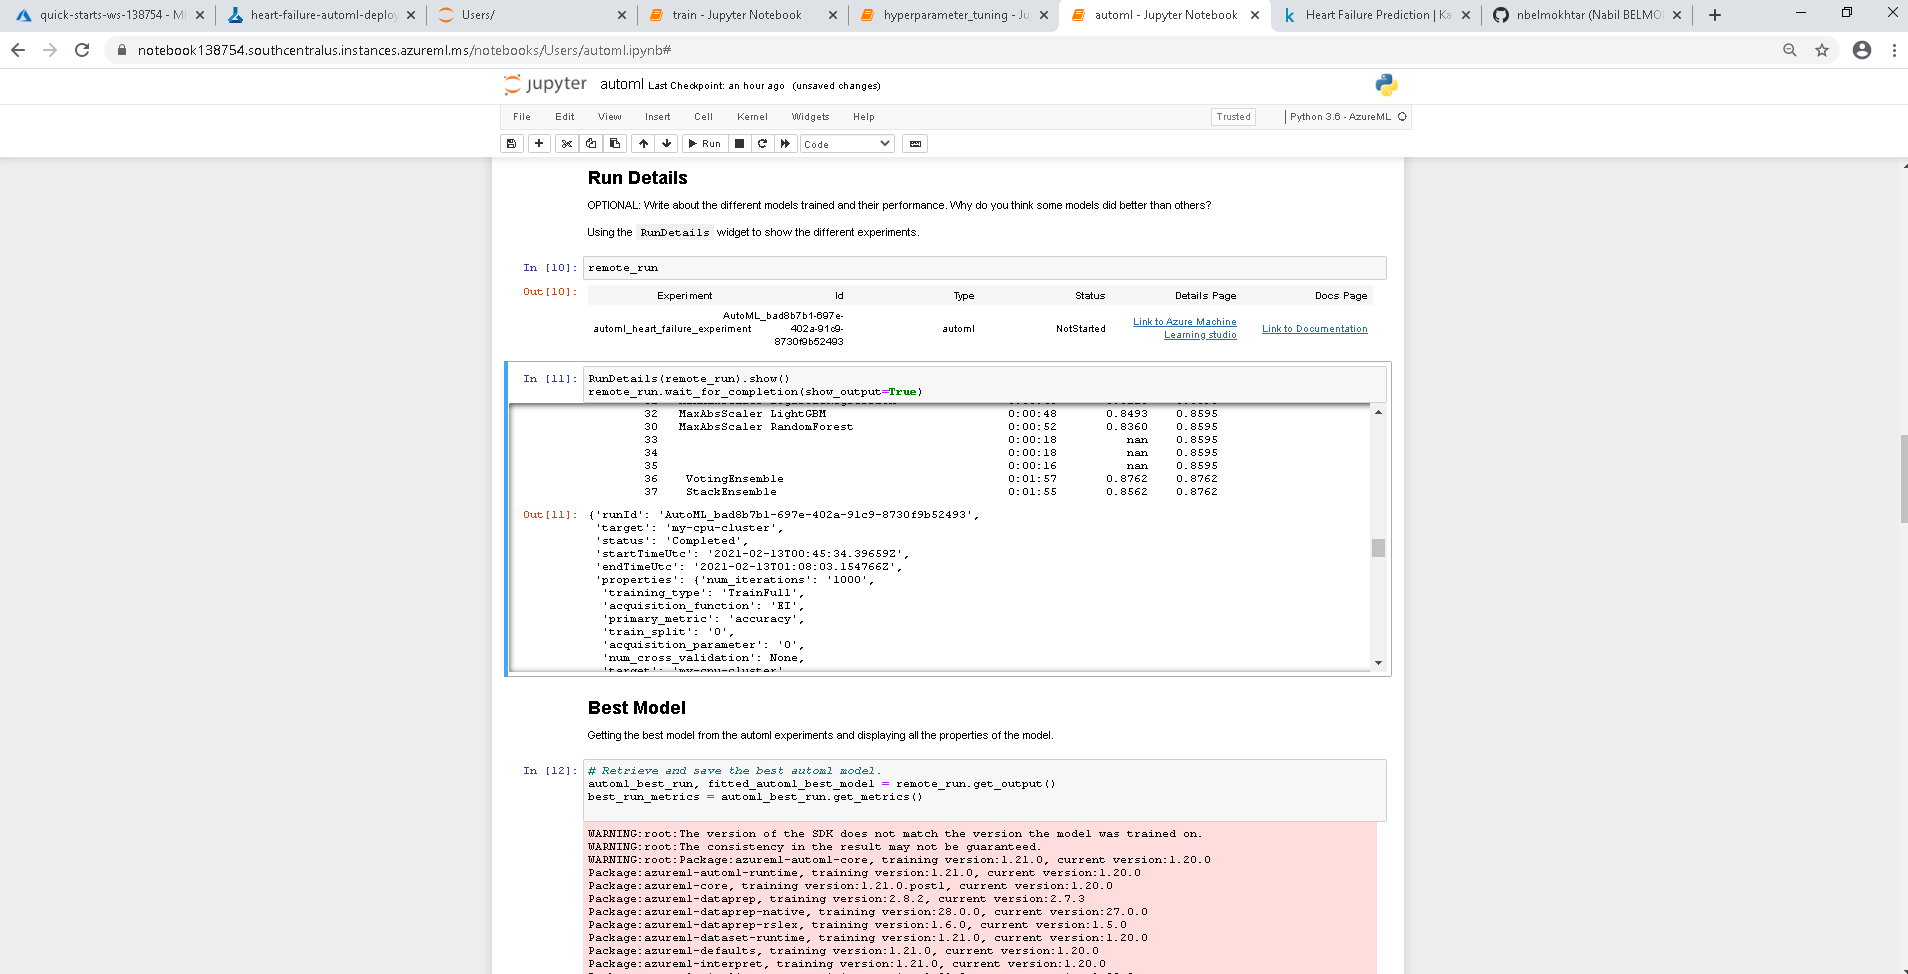 quick-starts-ws-138754 - Mi
heart-failure-automl-deploy
Users/
train - Jupyter Notebook
hyperparameter_tuning - Ju
automl - Jupyter Notebook
Heart Failure Prediction | Ka
nbelmokhtar (Nabil BELMO
notebook138754.southcentralus.instances.azureml.ms/notebooks/Users/automl.ipynb#
jupyter automl Last Checkpoint: an hour ago (unsaved changes)
File Edit View Insert Cell Kernel Widgets Help Trusted Python 3.6 - AzureML
Run Code
Run Details
OPTIONAL: Write about the different models trained and their performance. Why do you think some models did better than others?
Using the RunDetails widget to show the different experiments.
In [10]: remote_run
Out[10]: Experiment Id Type Status Details Page Docs Page
automl_heart_failure_experiment AutoML_bad8b7b1-697e-402a-91c9-8730f9b52493 automl NotStarted Link to Azure Machine Learning studio Link to Documentation
In [11]: RunDetails(remote_run).show()
remote_run.wait_for_completion(show_output=True)
32 MaxAbsScaler LightGBM 0:00:48 0.8493 0.8595
30 MaxAbsScaler RandomForest 0:00:52 0.8360 0.8595
33 0:00:18 nan 0.8595
34 0:00:18 nan 0.8595
35 0:00:16 nan 0.8595
36 VotingEnsemble 0:01:57 0.8762 0.8762
37 StackEnsemble 0:01:55 0.8562 0.8762
Out[11]: {'runId': 'AutoML_bad8b7b1-697e-402a-91c9-8730f9b52493',
'target': 'my-cpu-cluster',
'status': 'Completed',
'startTimeUtc': '2021-02-13T00:45:34.39659Z',
'endTimeUtc': '2021-02-13T01:08:03.154766Z',
'properties': {'num_iterations': '1000',
'training_type': 'TrainFull',
'acquisition_function': 'EI',
'primary_metric': 'accuracy',
'train_split': '0',
'acquisition_parameter': '0',
'num_cross_validation': None,
'target': 'my-cpu-cluster'
Best Model
Getting the best model from the automl experiments and displaying all the properties of the model.
In [12]: # Retrieve and save the best automl model.
automl_best_run, fitted_automl_best_model = remote_run.get_output()
best_run_metrics = automl_best_run.get_metrics()
WARNING:root:The version of the SDK does not match the version the model was trained on.
WARNING:root:The consistency in the result may not be guaranteed.
WARNING:root:Package:azureml-automl-core, training version:1.21.0, current version:1.20.0
Package:azureml-automl-runtime, training version:1.21.0, current version:1.20.0
Package:azureml-core, training version:1.21.0.post1, current version:1.20.0
Package:azureml-dataprep, training version:2.8.2, current version:2.7.3
Package:azureml-dataprep-native, training version:28.0.0, current version:27.0.0
Package:azureml-dataprep-rslex, training version:1.6.0, current version:1.5.0
Package:azureml-dataset-runtime, training version:1.21.0, current version:1.20.0
Package:azureml-defaults, training version:1.21.0, current version:1.20.0
Package:azureml-interpret, training version:1.21.0, current version:1.20.0